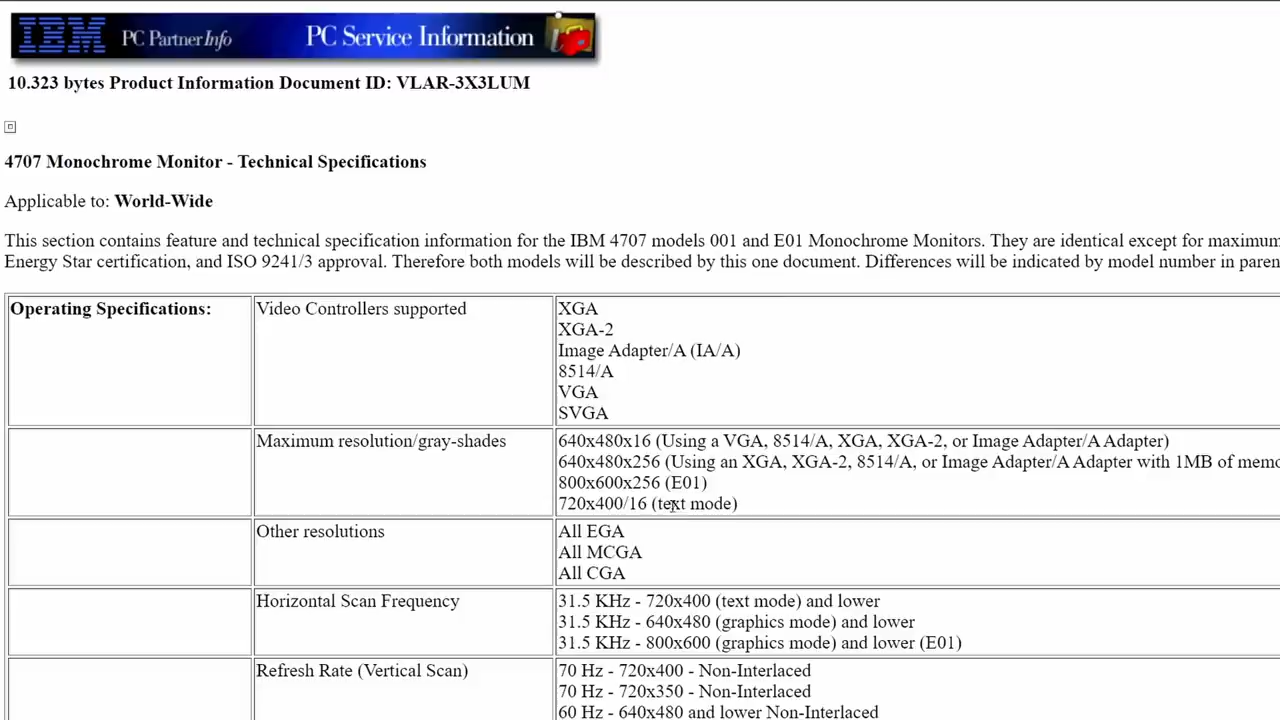 IBM PC PartnerInfo PC Service Information
10.323 bytes Product Information Document ID: VLAR-3X3LUM
4707 Monochrome Monitor - Technical Specifications
Applicable to: World-Wide
This section contains feature and technical specification information for the IBM 4707 models 001 and E01 Monochrome Monitors. They are identical except for maximum
Energy Star certification, and ISO 9241/3 approval. Therefore both models will be described by this one document. Differences will be indicated by model number in paren
Operating Specifications: Video Controllers supported XGA
XGA-2
Image Adapter/A (IA/A)
8514/A
VGA
SVGA
Maximum resolution/gray-shades 640x480x16 (Using a VGA, 8514/A, XGA, XGA-2, or Image Adapter/A Adapter)
640x480x256 (Using an XGA, XGA-2, 8514/A, or Image Adapter/A Adapter with 1MB of memo
800x600x256 (E01)
720x400/16 (text mode)
Other resolutions All EGA
All MCGA
All CGA
Horizontal Scan Frequency 31.5 KHz - 720x400 (text mode) and lower
31.5 KHz - 640x480 (graphics mode) and lower
31.5 KHz - 800x600 (graphics mode) and lower (E01)
Refresh Rate (Vertical Scan) 70 Hz - 720x400 - Non-Interlaced
70 Hz - 720x350 - Non-Interlaced
60 Hz - 640x480 and lower Non-Interlaced